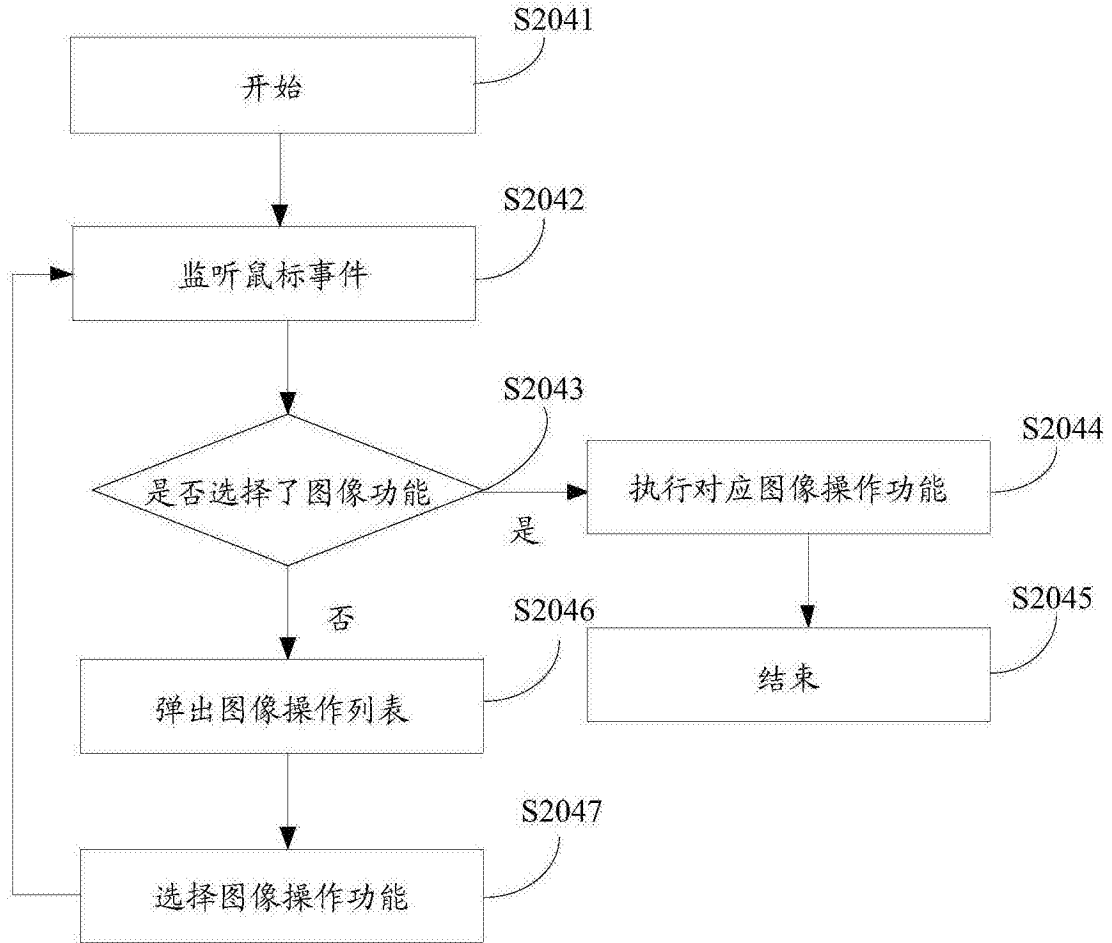 S2041
开始
S2042
监听鼠标事件
S2043
是否选择了图像功能
是
S2044
执行对应图像操作功能
否
S2046
S2045
结束
弹出图像操作列表
S2047
选择图像操作功能